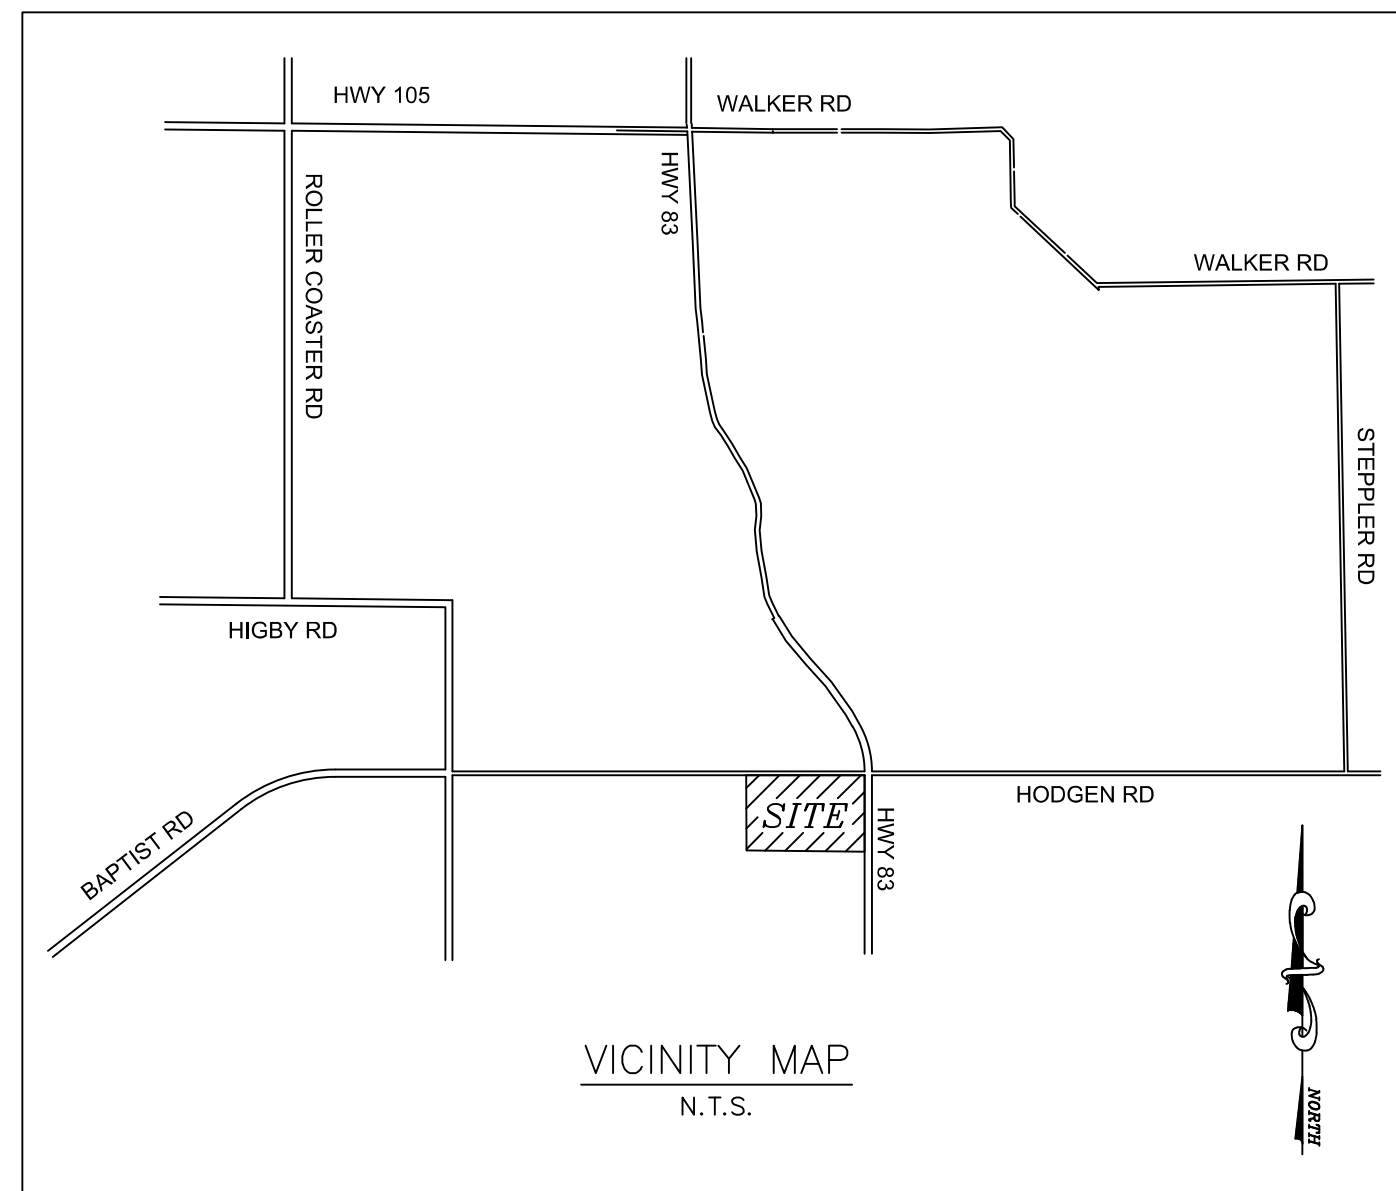 HWY 105
WALKER RD
HWY 83
ROLLER COASTER RD
WALKER RD
STEPPLER RD
HIGBY RD
HODGEN RD
SITE
HWY 83
BAPTIST RD
VICINITY MAP
N.T.S.
NORTH